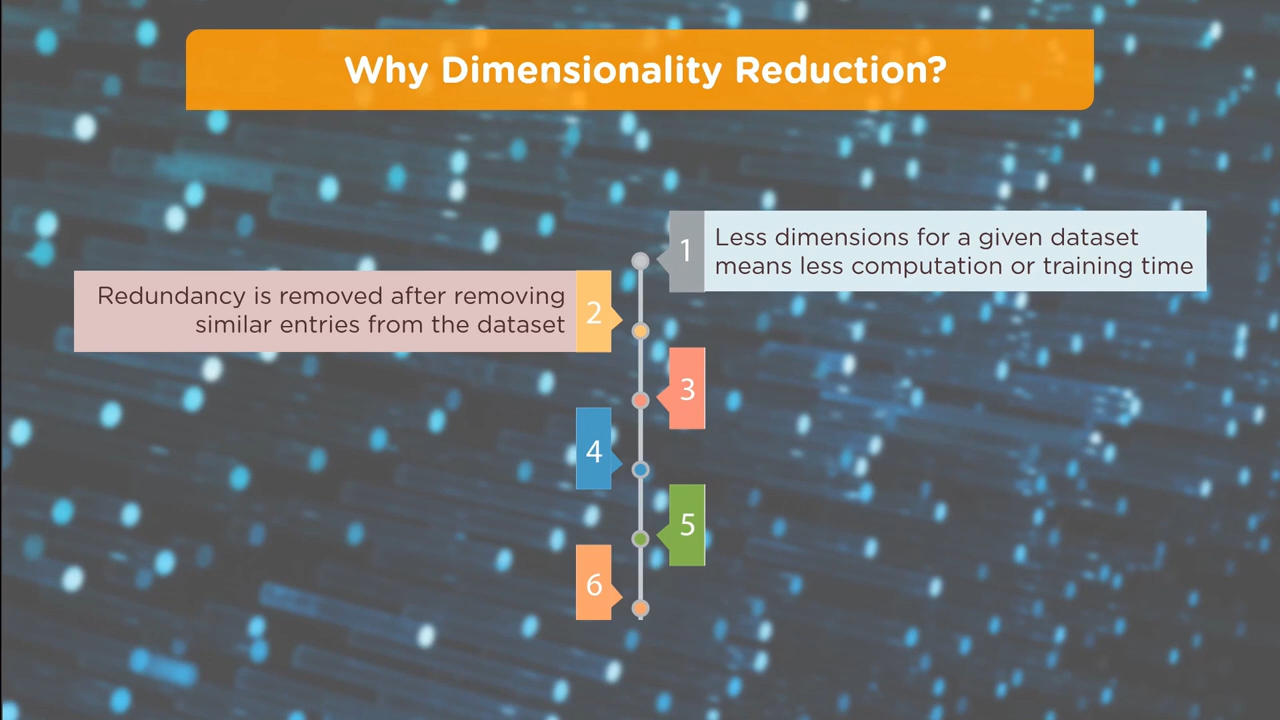 Why Dimensionality Reduction?
1
Less dimensions for a given dataset
means less computation or training time
2
Redundancy is removed after removing
similar entries from the dataset
3
4
5
6